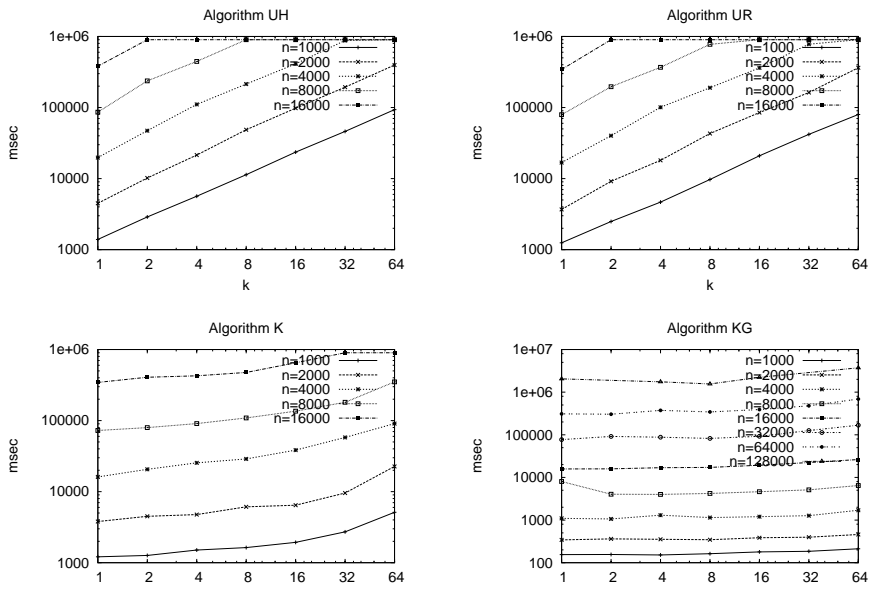 Algorithm UH
1e+06
100000
10000
1000
msec
n=1000
n=2000
n=4000
n=8000
n=16000
1 2 4 8 16 32 64
k
Algorithm UR
1e+06
100000
10000
1000
msec
n=1000
n=2000
n=4000
n=8000
n=16000
1 2 4 8 16 32 64
k
Algorithm K
1e+06
100000
10000
1000
msec
n=1000
n=2000
n=4000
n=8000
n=16000
1 2 4 8 16 32 64
Algorithm KG
1e+07
1e+06
100000
10000
1000
100
msec
n=1000
n=2000
n=4000
n=8000
n=16000
n=32000
n=64000
n=128000
1 2 4 8 16 32 64